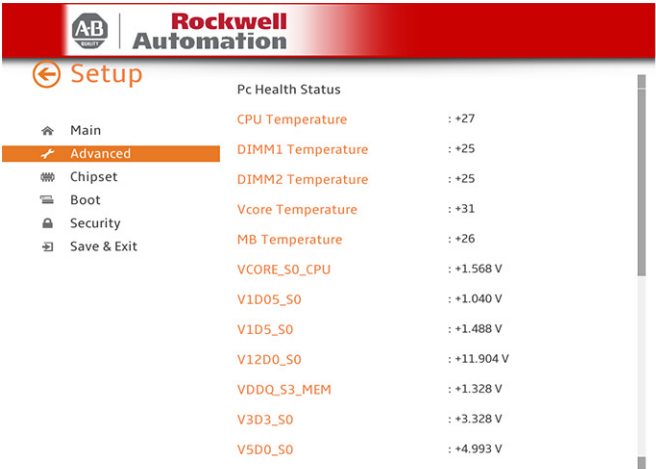 AB
QUALITY
Rockwell
Automation
Setup
Main
Advanced
Chipset
Boot
Security
Save & Exit
Pc Health Status
CPU Temperature : +27
DIMM1 Temperature : +25
DIMM2 Temperature : +25
Vcore Temperature : +31
MB Temperature : +26
VCORE_S0_CPU : +1.568 V
V1D05_S0 : +1.040 V
V1D5_S0 : +1.488 V
V12D0_S0 : +11.904 V
VDDQ_S3_MEM : +1.328 V
V3D3_S0 : +3.328 V
V5D0_S0 : +4.993 V